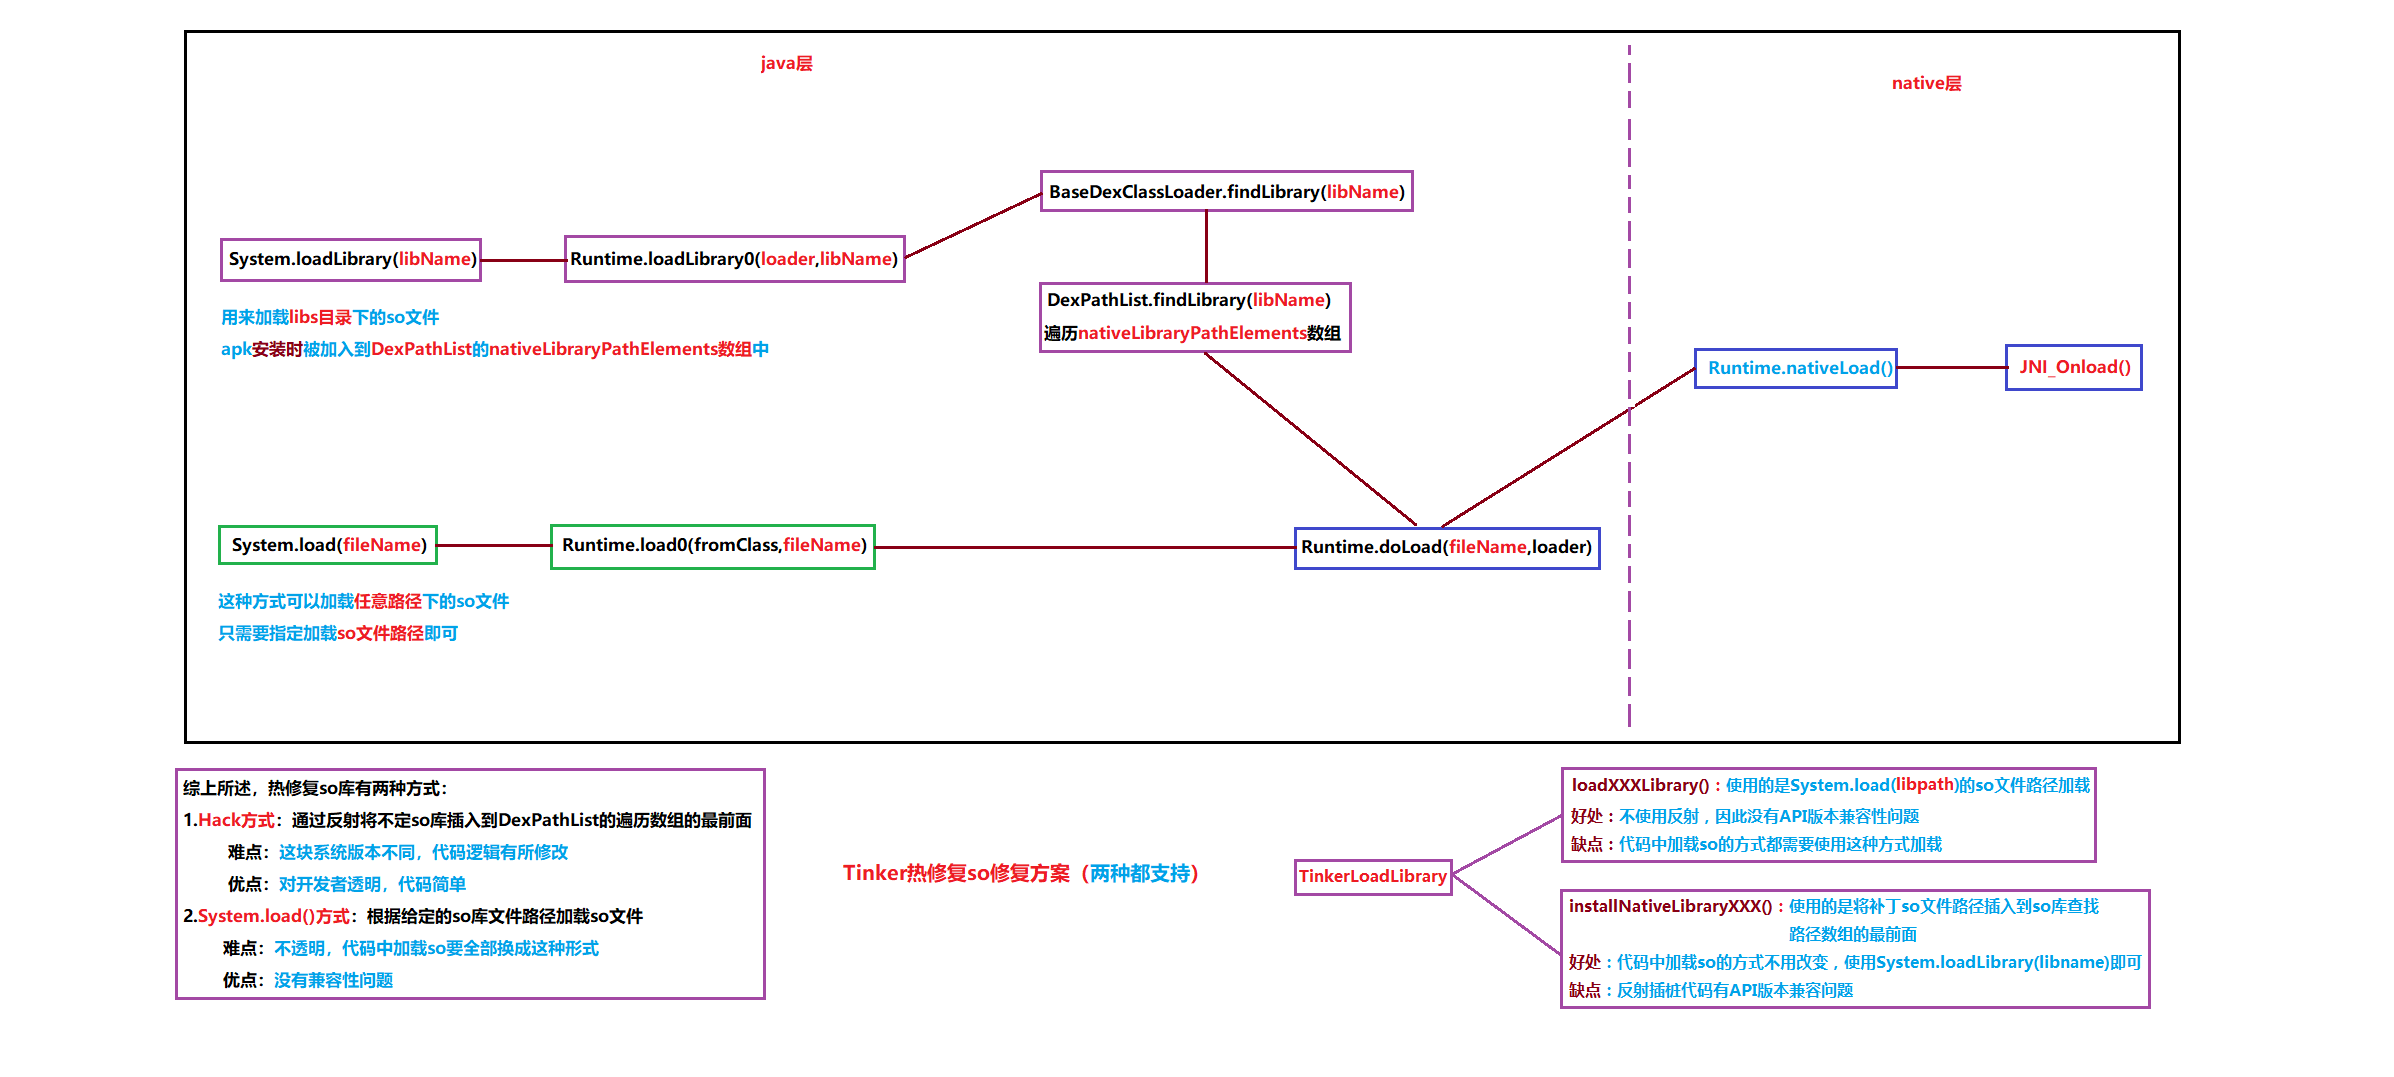 java层
native层
BaseDexClassLoader.findLibrary(libName)
System.loadLibrary(libName)
Runtime.loadLibrary0(loader,libName)
DexPathList.findLibrary(libName)
遍历nativeLibraryPathElements数组
用来加载libs目录下的so文件
apk安装时被加入到DexPathList的nativeLibraryPathElements数组中
Runtime.nativeLoad()
JNI_Onload()
System.load(fileName)
Runtime.load0(fromClass,fileName)
Runtime.doLoad(fileName,loader)
这种方式可以加载任意路径下的so文件
只需要指定加载so文件路径即可
综上所述，热修复so库有两种方式：
1.Hack方式：通过反射将不定so库插入到DexPathList的遍历数组的最前面
难点：这块系统版本不同，代码逻辑有所修改
优点：对开发者透明，代码简单
2.System.load()方式：根据给定的so库文件路径加载so文件
难点：不透明，代码中加载so要全部换成这种形式
优点：没有兼容性问题
Tinker热修复so修复方案（两种都支持）
TinkerLoadLibrary
loadXXXLibrary()：使用的是System.load(libpath)的so文件路径加载
好处：不使用反射，因此没有API版本兼容性问题
缺点：代码中加载so的方式都需要使用这种方式加载
installNativeLibraryXXX()：使用的是将补丁so文件路径插入到so库查找
路径数组的最前面
好处：代码中加载so的方式不用改变，使用System.loadLibrary(libname)即可
缺点：反射插桩代码有API版本兼容问题